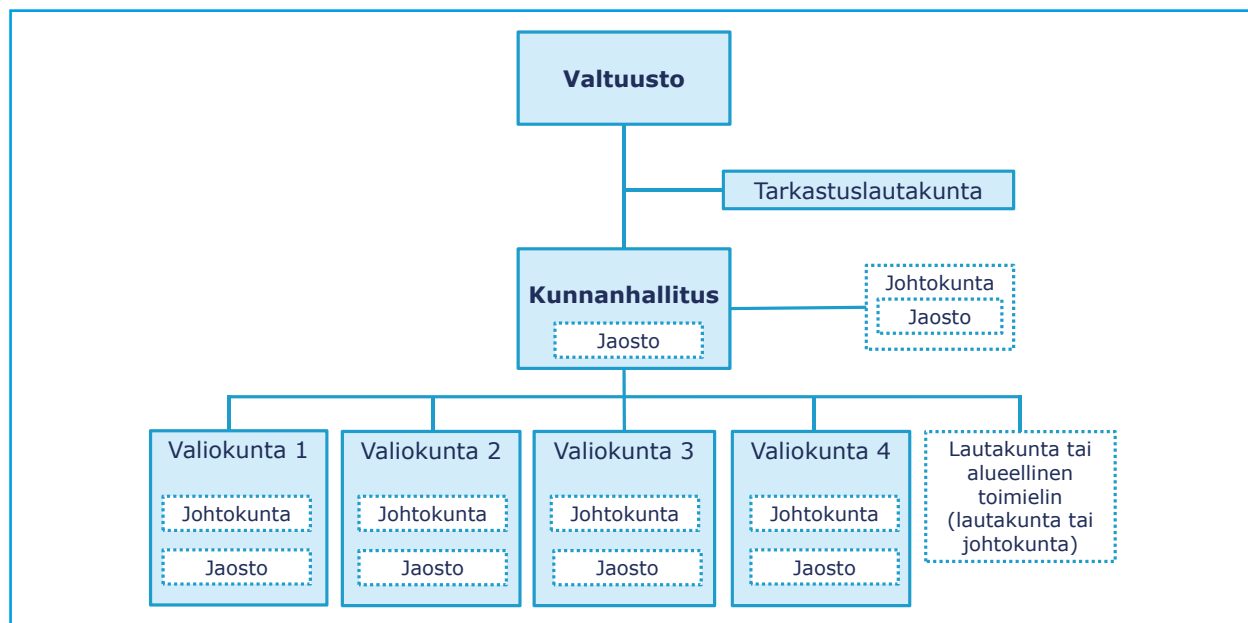 Valtuusto
Tarkastuslautakunta
Kunnanhallitus
Jaosto
Johtokunta
Jaosto
Valiokunta 1
Johtokunta
Jaosto
Valiokunta 2
Johtokunta
Jaosto
Valiokunta 3
Johtokunta
Jaosto
Valiokunta 4
Johtokunta
Jaosto
Lautakunta tai
alueellinen
toimielin
(lautakunta tai
johtokunta)